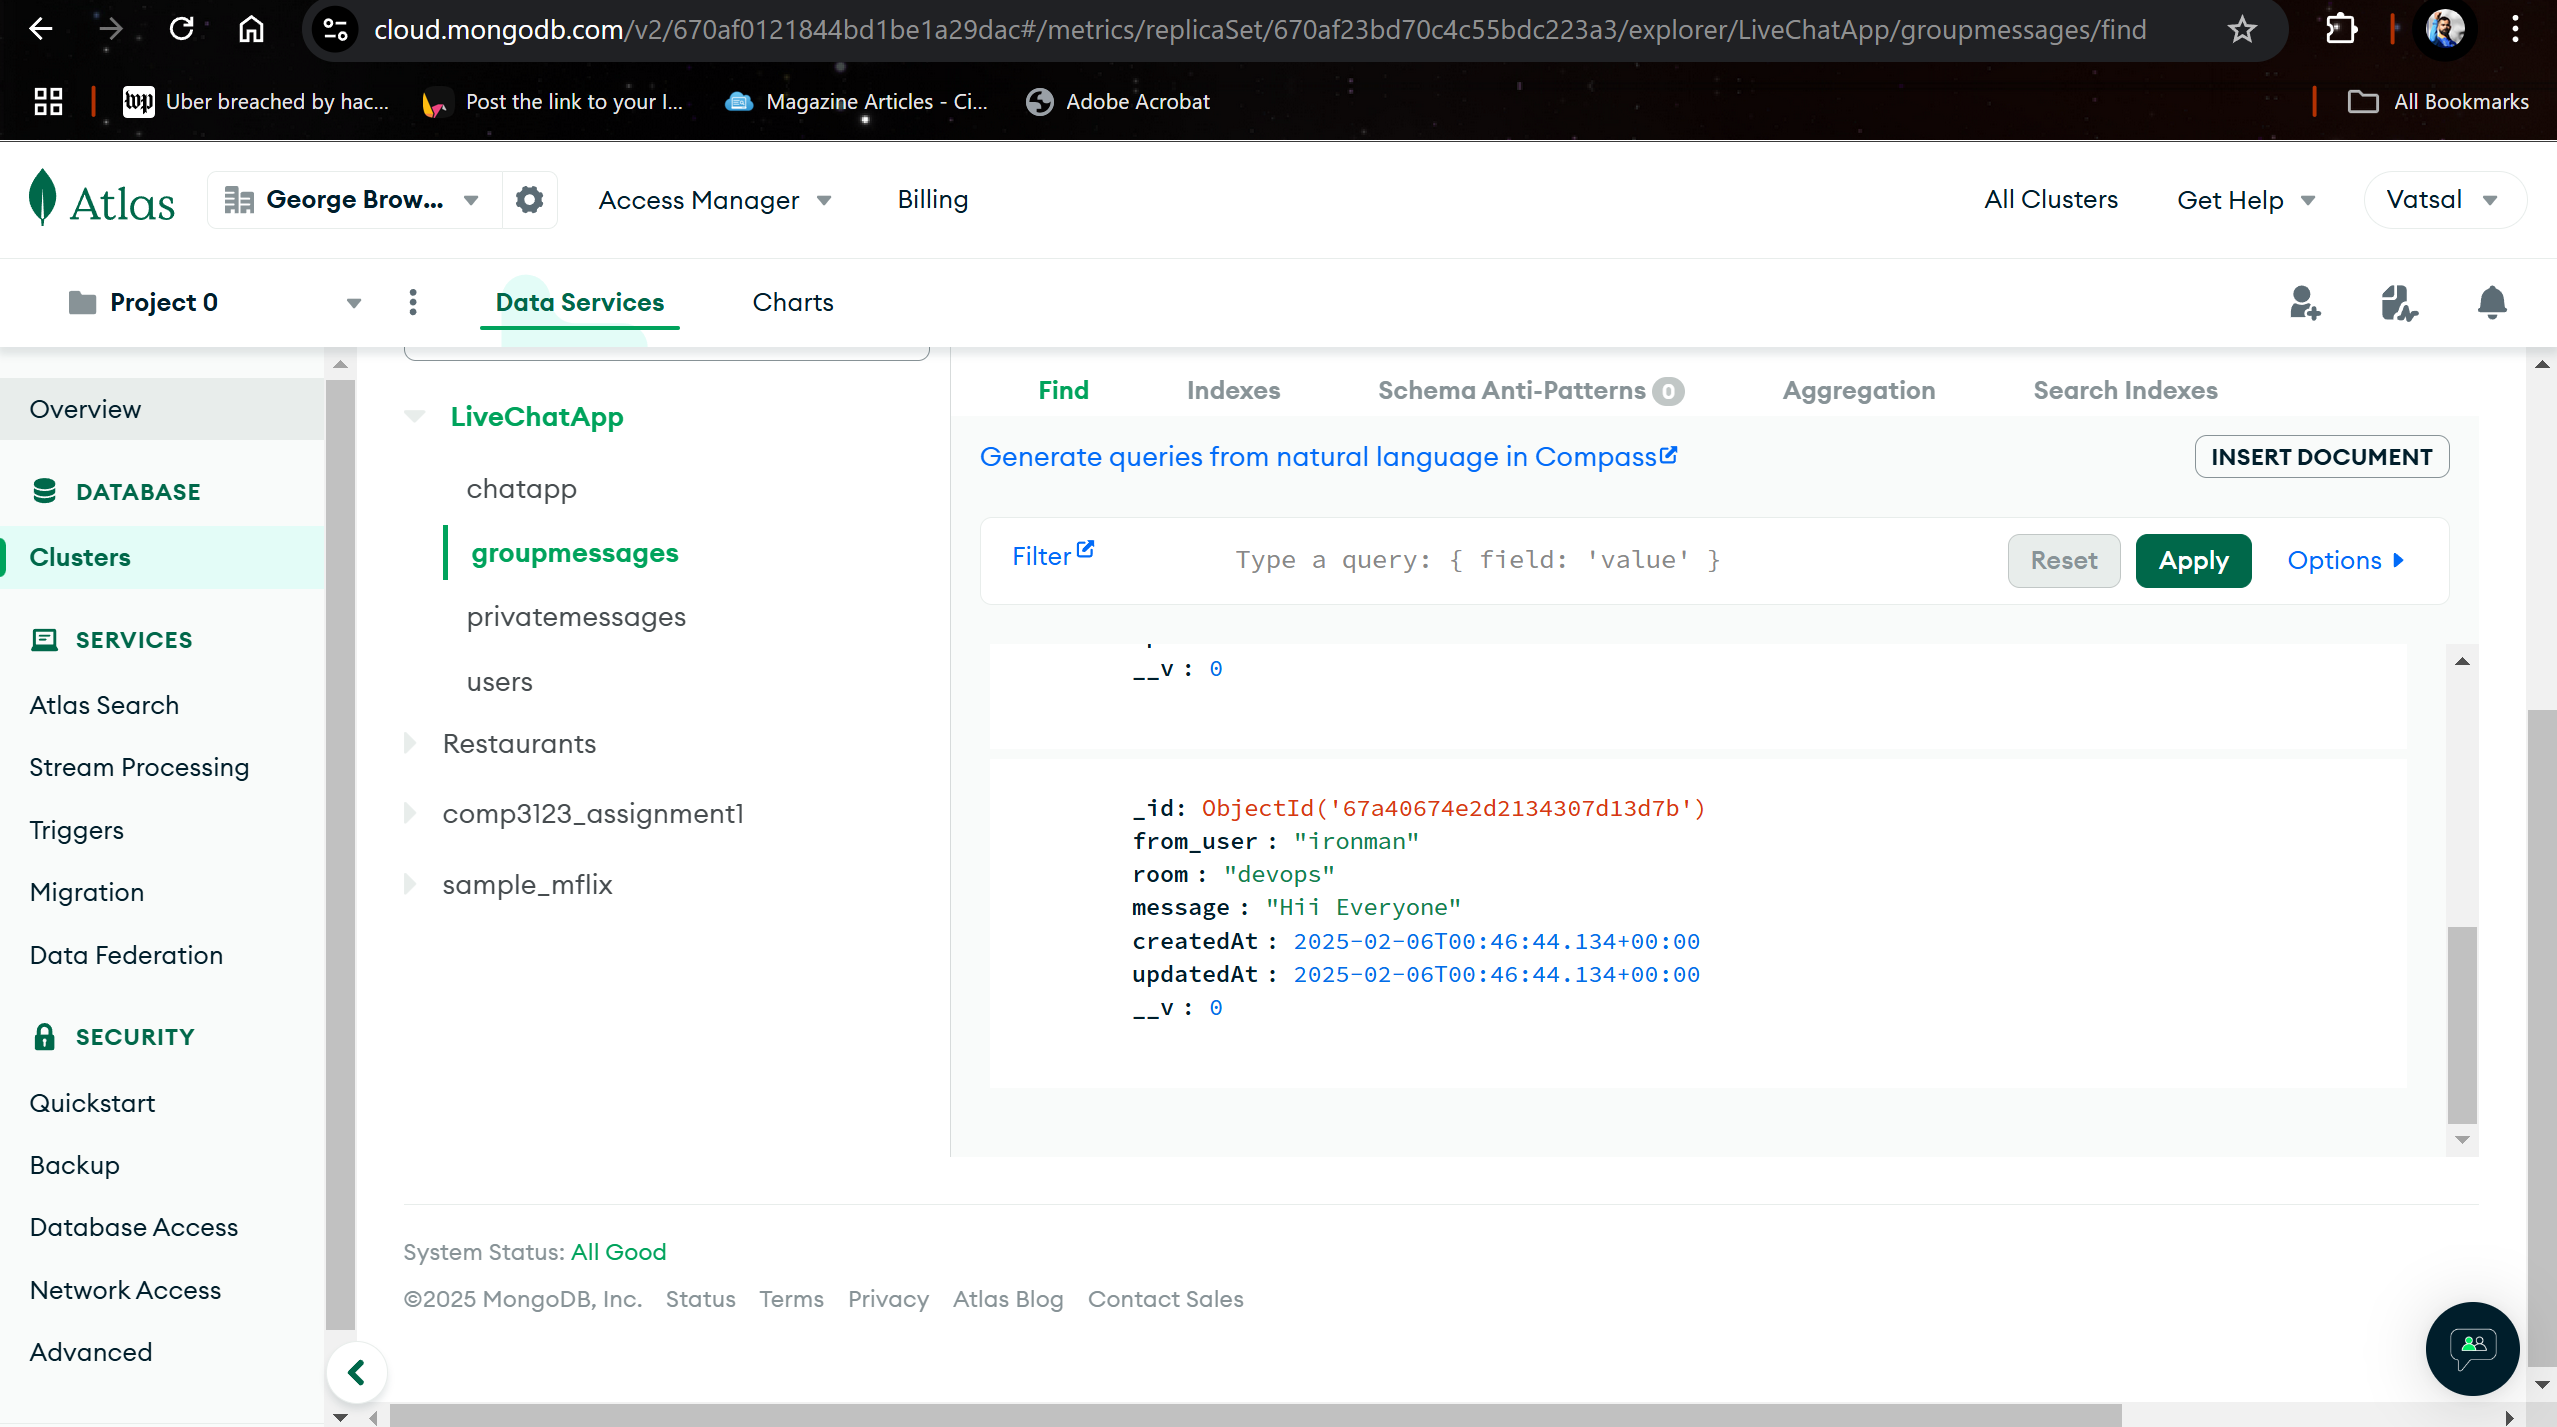 cloud.mongodb.com/v2/670af0121844bd1be1a29dac#/metrics/replicaSet/670af23bd70c4c55bdc223a3/explorer/LiveChatApp/groupmessages/find
Uber breached by hac... Post the link to your I... Magazine Articles - Ci... Adobe Acrobat All Bookmarks
Atlas George Brow... Access Manager Billing All Clusters Get Help Vatsal
Project 0 Data Services Charts
Overview
DATABASE
Clusters
SERVICES
Atlas Search
Stream Processing
Triggers
Migration
Data Federation
SECURITY
Quickstart
Backup
Database Access
Network Access
Advanced
LiveChatApp
chatapp
groupmessages
privatemessages
users
Restaurants
comp3123_assignment1
sample_mflix
Find Indexes Schema Anti-Patterns 0 Aggregation Search Indexes
Generate queries from natural language in Compass
INSERT DOCUMENT
Filter Type a query: { field: 'value' } Reset Apply Options
__v : 0
_id: ObjectId('67a40674e2d2134307d13d7b')
from_user : "ironman"
room : "devops"
message : "Hii Everyone"
createdAt : 2025-02-06T00:46:44.134+00:00
updatedAt : 2025-02-06T00:46:44.134+00:00
__v : 0
System Status: All Good
©2025 MongoDB, Inc. Status Terms Privacy Atlas Blog Contact Sales